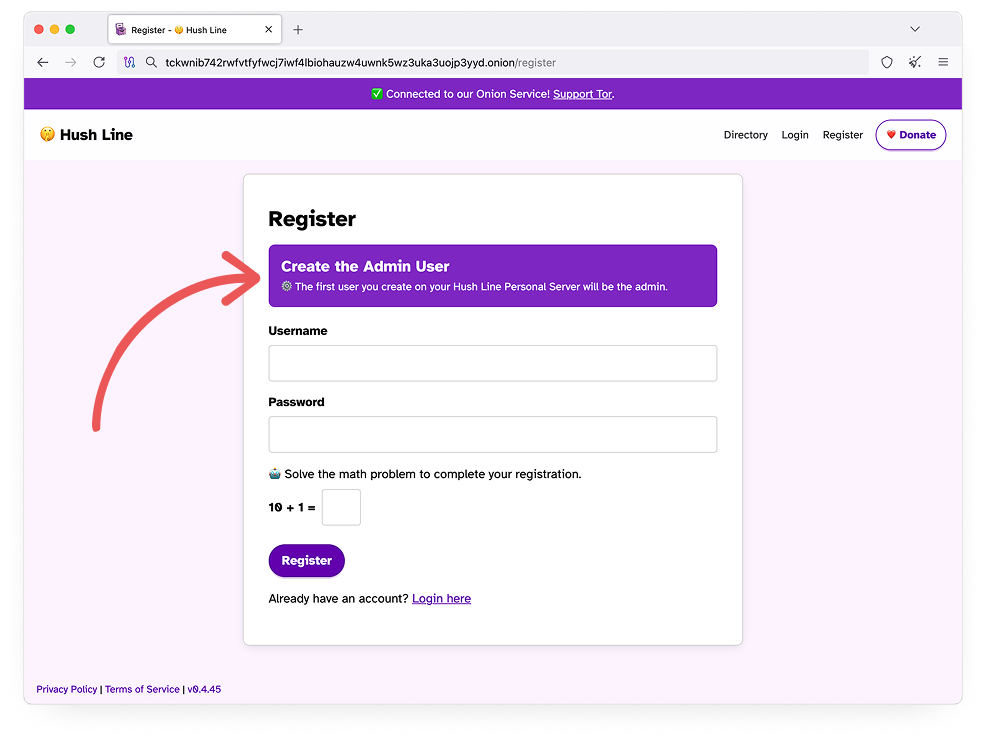 Register - 🤫 Hush Line
tckwnib742rwfvtfyfwcj7iwf4lbiohauzw4uwnk5wz3uka3uojp3yyd.onion/register
✅ Connected to our Onion Service! Support Tor.
🤫 Hush Line
Directory Login Register ❤️ Donate
Register
Create the Admin User
⚙️ The first user you create on your Hush Line Personal Server will be the admin.
Username
Password
🤖 Solve the math problem to complete your registration.
10 + 1 =
Register
Already have an account? Login here
Privacy Policy | Terms of Service | v0.4.45